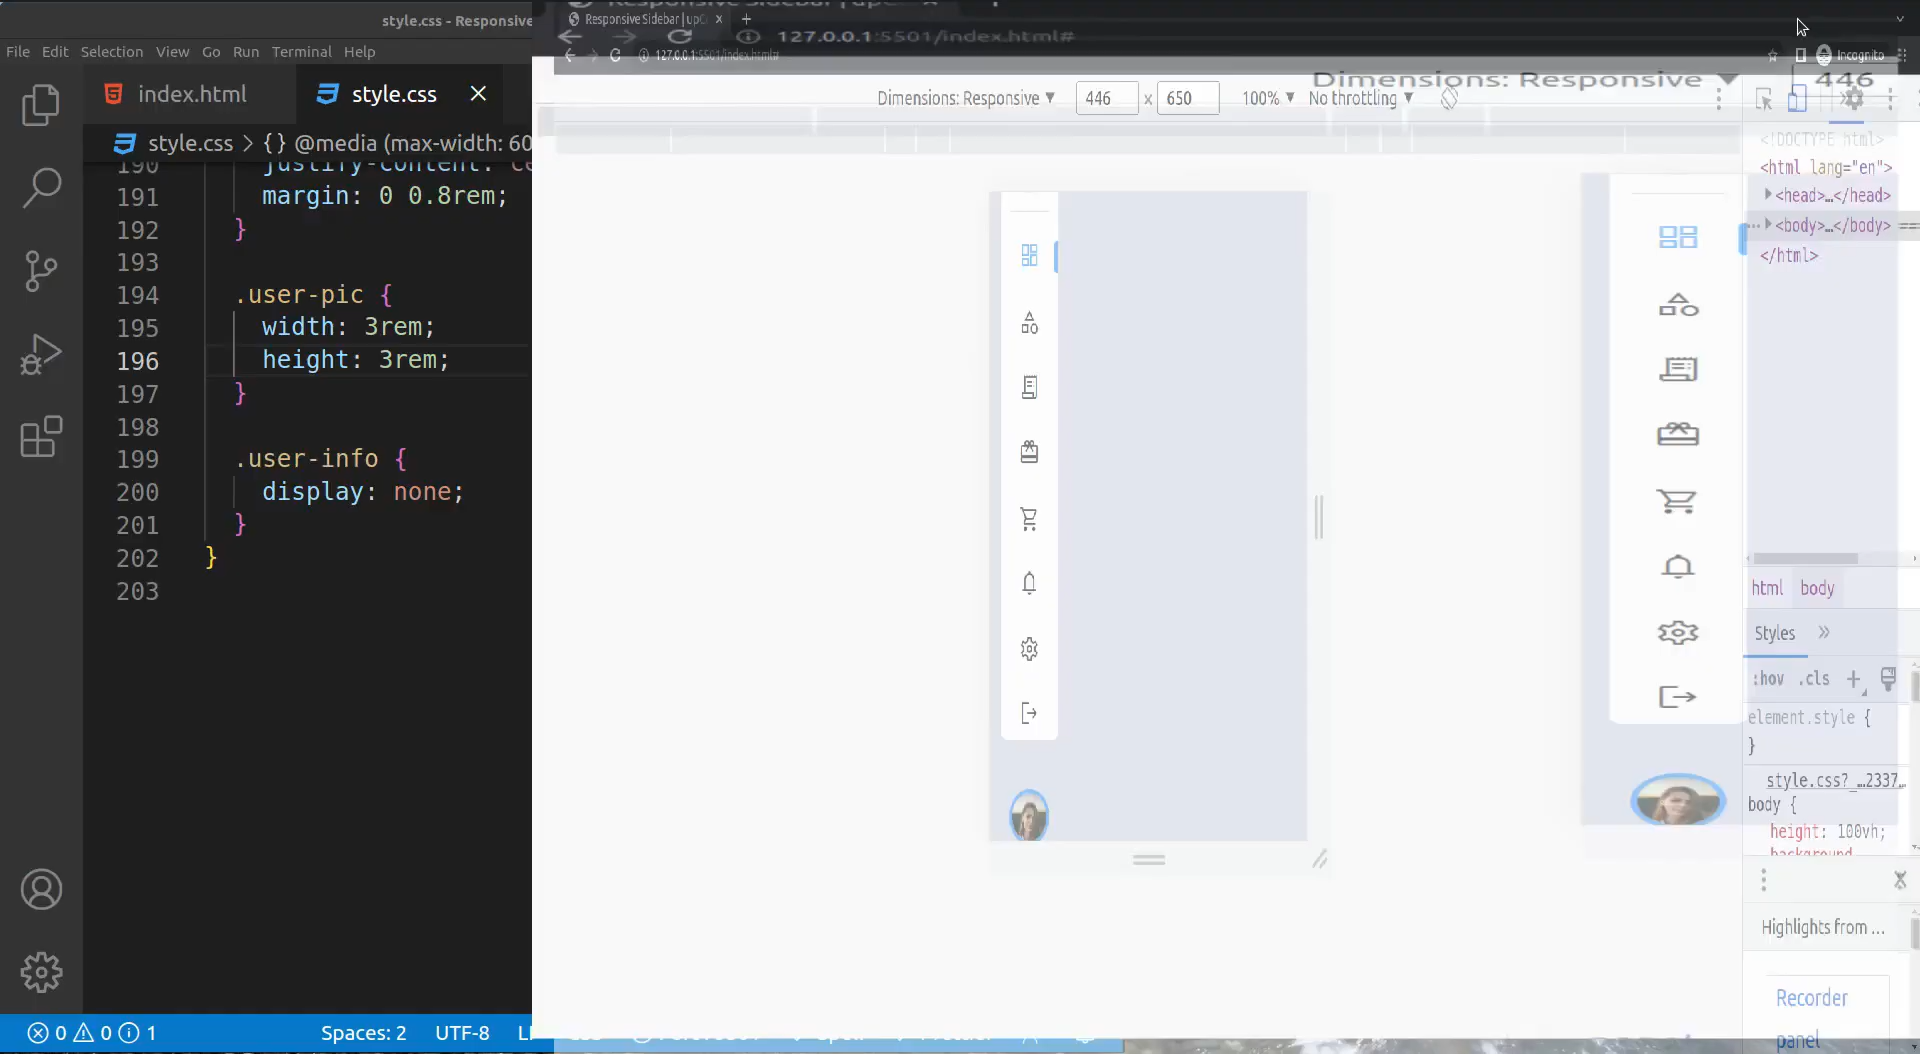 style.css - Responsive
File Edit Selection View Go Run Terminal Help
index.html
style.css
style.css > {} @media (max-width: 60
190 justify-content: ce
191 margin: 0 0.8rem;
192 }
193
194 .user-pic {
195 width: 3rem;
196 height: 3rem;
197 }
198
199 .user-info {
200 display: none;
201 }
202 }
203
0 0 1 Spaces: 2 UTF-8 LF
Responsive Sidebar | upC
127.0.0.1:5501/index.html#
127.0.0.1:5501/index.html#
Incognito
Dimensions: Responsive 446
Dimensions: Responsive 446 x 650 100% No throttling
<!DOCTYPE html>
<html lang="en">
<head>…</head>
… <body>…</body> ==
</html>
html body
Styles
:hov .cls
element.style {
}
style.css?_…2337…
body {
height: 100vh;
background
Highlights from ...
Recorder
panel